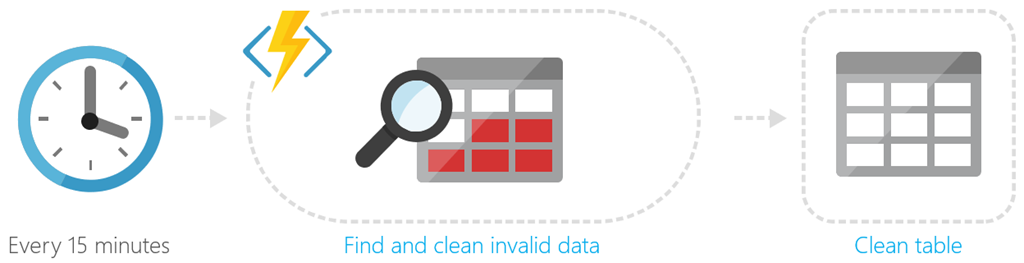 Every 15 minutes
Find and clean invalid data
Clean table